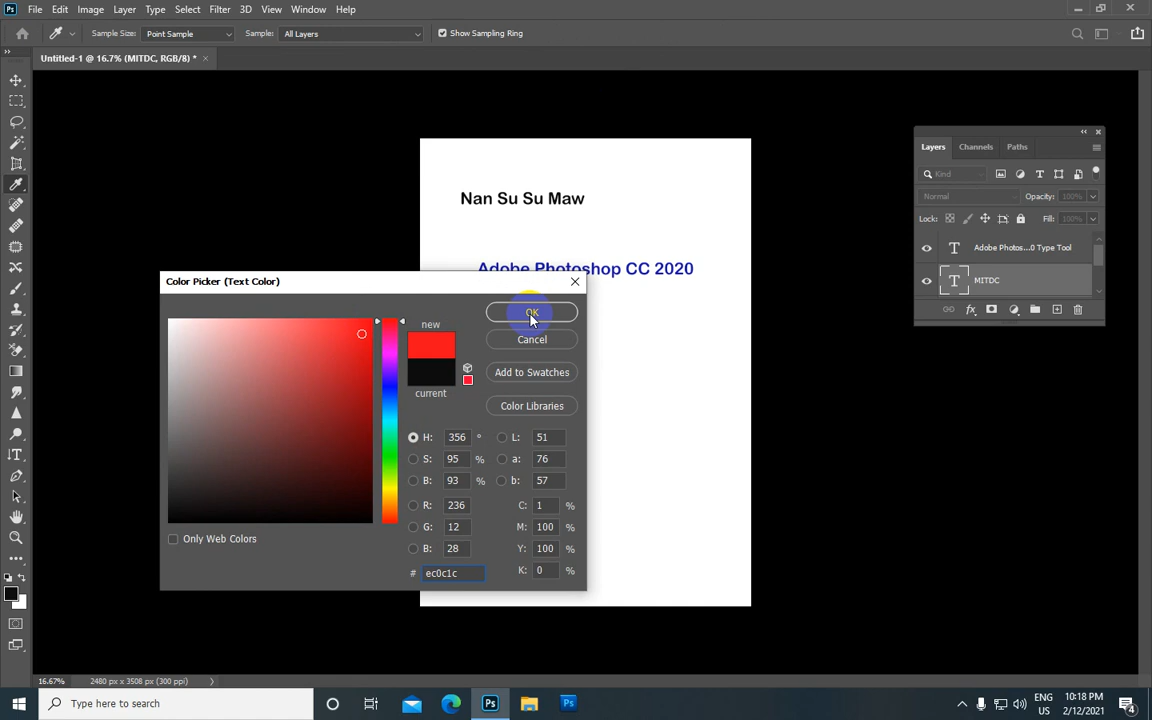 Ps File Edit Image Layer Type Select Filter 3D View Window Help
Sample Size: Point Sample Sample: All Layers Show Sampling Ring
Untitled-1 @ 16.7% (MITDC, RGB/8) * ×
Nan Su Su Maw
Adobe Photoshop CC 2020
Color Picker (Text Color)
new
current
OK
Cancel
Add to Swatches
Color Libraries
H: 356 ° L: 51
S: 95 % a: 76
B: 93 % b: 57
R: 236 C: 1 %
G: 12 M: 100 %
B: 28 Y: 100 %
# ec0c1c K: 0 %
Only Web Colors
Layers Channels Paths
Kind
Normal Opacity: 100%
Lock: Fill: 100%
Adobe Photos...0 Type Tool
MITDC
16.67% 2480 px x 3508 px (300 ppi)
Type here to search
Ps
ENG
US
10:18 PM
2/12/2021
4